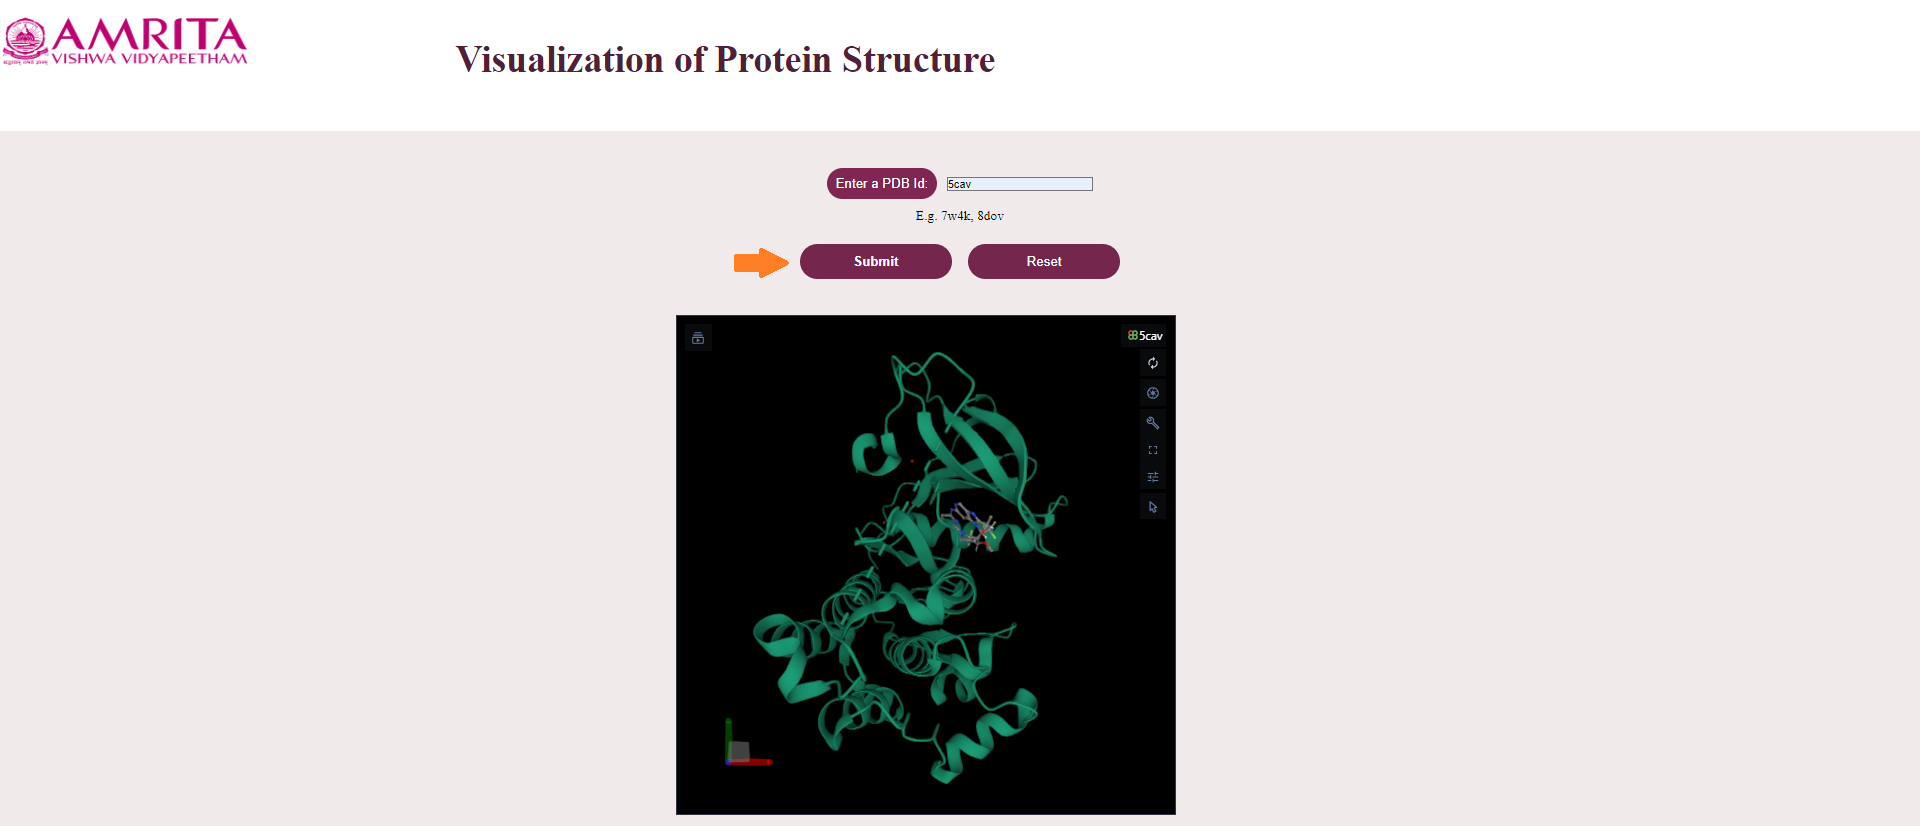 AMRITA
VISHWA VIDYAPEETHAM
Visualization of Protein Structure
Enter a PDB Id: 5cav
E.g. 7w4k, 8dov
Submit Reset
5cav